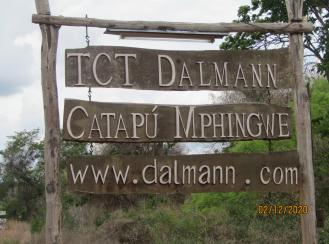 TCT DALMANN
CATAPÚ MPHINGWE
www.dalmann.com
02/12/2020